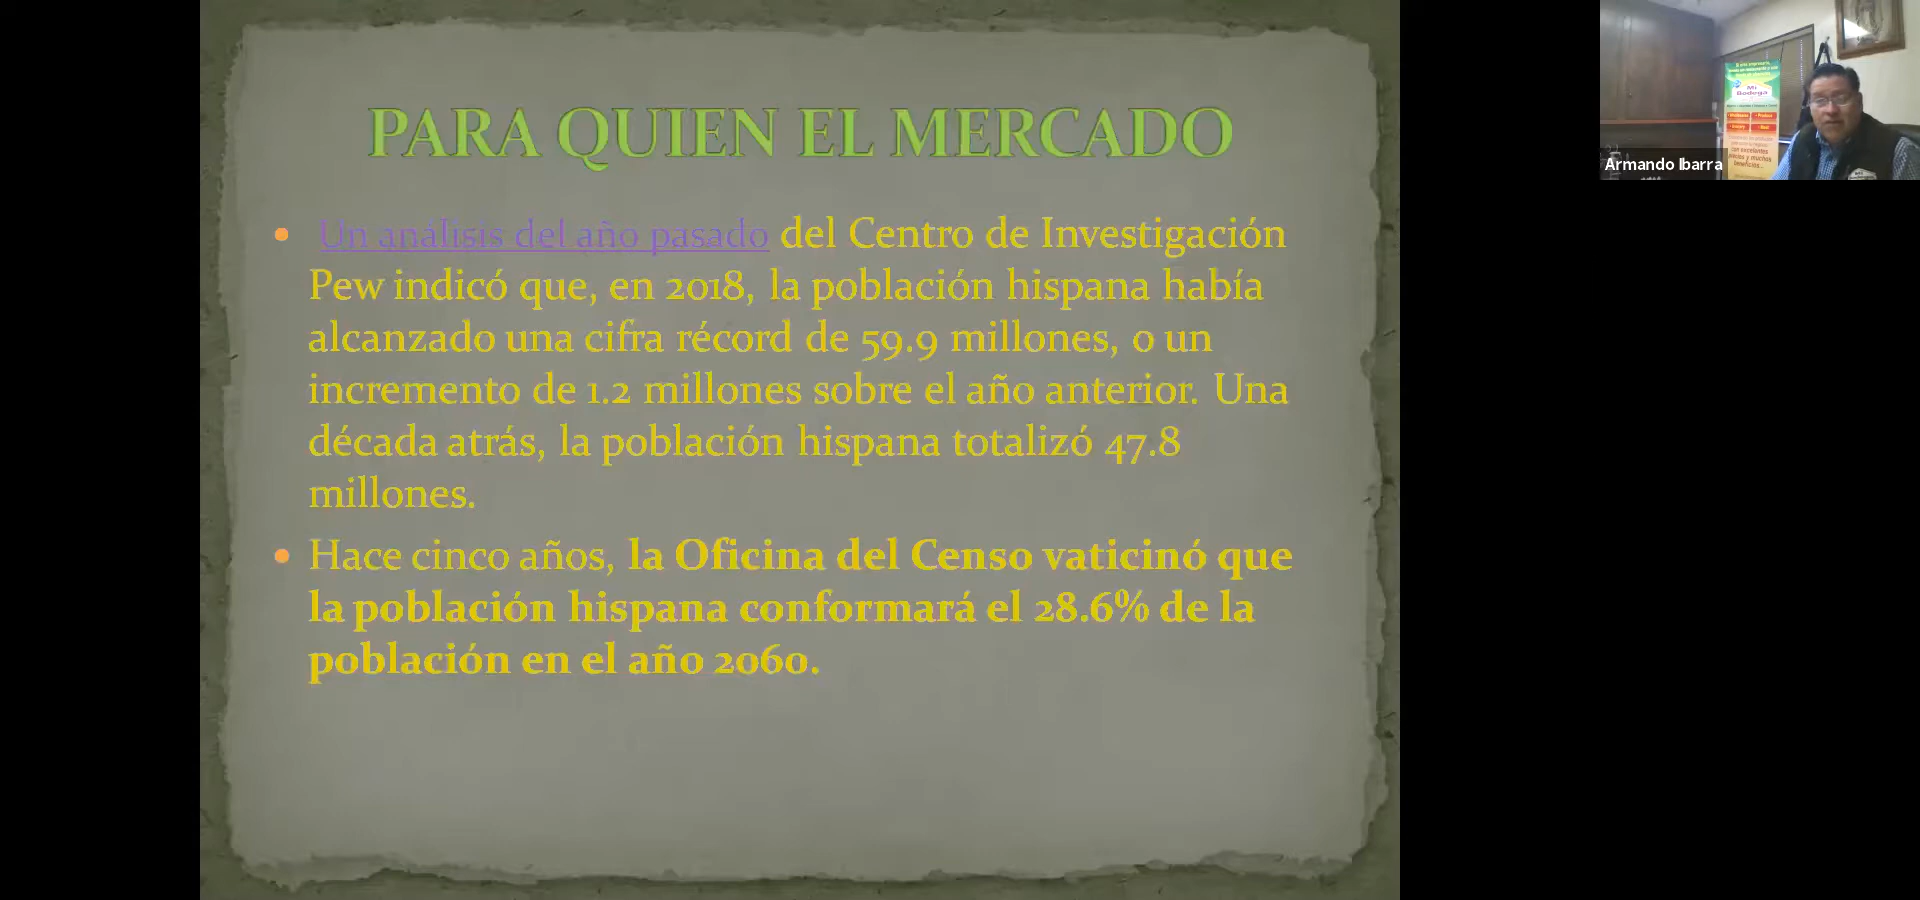 PARA QUIEN EL MERCADO
• Un análisis del año pasado del Centro de Investigación
Pew indicó que, en 2018, la población hispana había
alcanzado una cifra récord de 59.9 millones, o un
incremento de 1.2 millones sobre el año anterior. Una
década atrás, la población hispana totalizó 47.8
millones.
• Hace cinco años, la Oficina del Censo vaticinó que
la población hispana conformará el 28.6% de la
población en el año 2060.
Mi
Bodega
Armando Ibarra